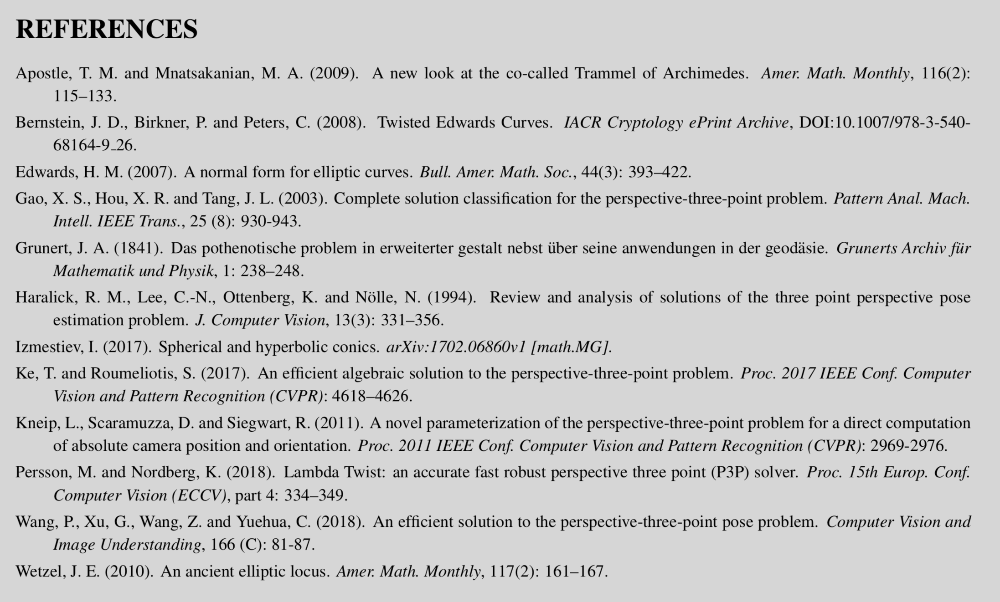 REFERENCES
Apostle, T. M. and Mnatsakanian, M. A. (2009). A new look at the co-called Trammel of Archimedes. Amer. Math. Monthly, 116(2):
115–133.
Bernstein, J. D., Birkner, P. and Peters, C. (2008). Twisted Edwards Curves. IACR Cryptology ePrint Archive, DOI:10.1007/978-3-540-
68164-9_26.
Edwards, H. M. (2007). A normal form for elliptic curves. Bull. Amer. Math. Soc., 44(3): 393–422.
Gao, X. S., Hou, X. R. and Tang, J. L. (2003). Complete solution classification for the perspective-three-point problem. Pattern Anal. Mach.
Intell. IEEE Trans., 25 (8): 930-943.
Grunert, J. A. (1841). Das pothenotische problem in erweiterter gestalt nebst über seine anwendungen in der geodäsie. Grunerts Archiv für
Mathematik und Physik, 1: 238–248.
Haralick, R. M., Lee, C.-N., Ottenberg, K. and Nölle, N. (1994). Review and analysis of solutions of the three point perspective pose
estimation problem. J. Computer Vision, 13(3): 331–356.
Izmestiev, I. (2017). Spherical and hyperbolic conics. arXiv:1702.06860v1 [math.MG].
Ke, T. and Roumeliotis, S. (2017). An efficient algebraic solution to the perspective-three-point problem. Proc. 2017 IEEE Conf. Computer
Vision and Pattern Recognition (CVPR): 4618–4626.
Kneip, L., Scaramuzza, D. and Siegwart, R. (2011). A novel parameterization of the perspective-three-point problem for a direct computation
of absolute camera position and orientation. Proc. 2011 IEEE Conf. Computer Vision and Pattern Recognition (CVPR): 2969-2976.
Persson, M. and Nordberg, K. (2018). Lambda Twist: an accurate fast robust perspective three point (P3P) solver. Proc. 15th Europ. Conf.
Computer Vision (ECCV), part 4: 334–349.
Wang, P., Xu, G., Wang, Z. and Yuehua, C. (2018). An efficient solution to the perspective-three-point pose problem. Computer Vision and
Image Understanding, 166 (C): 81-87.
Wetzel, J. E. (2010). An ancient elliptic locus. Amer. Math. Monthly, 117(2): 161–167.